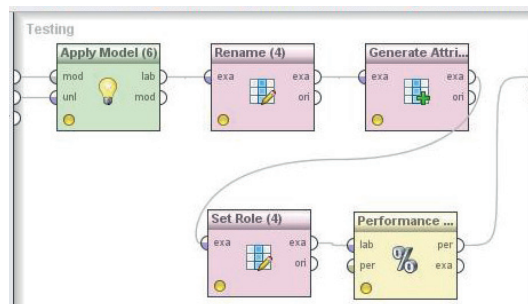 Testing
Apply Model (6)
mod
lab
unl
mod
Rename (4)
exa
exa
ori
Generate Attri...
exa
exa
ori
Set Role (4)
exa
exa
ori
Performance ...
lab
per
per
exa
%